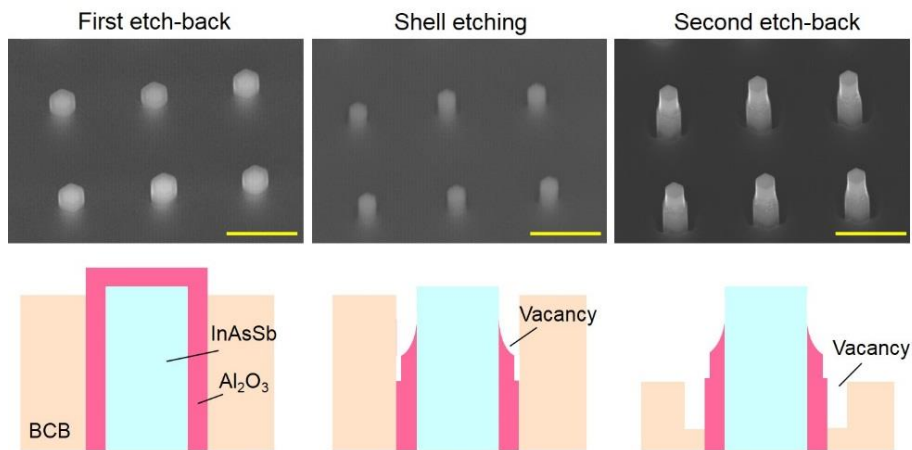 First etch-back
Shell etching
Second etch-back
InAsSb
Al₂O₃
BCB
Vacancy
Vacancy